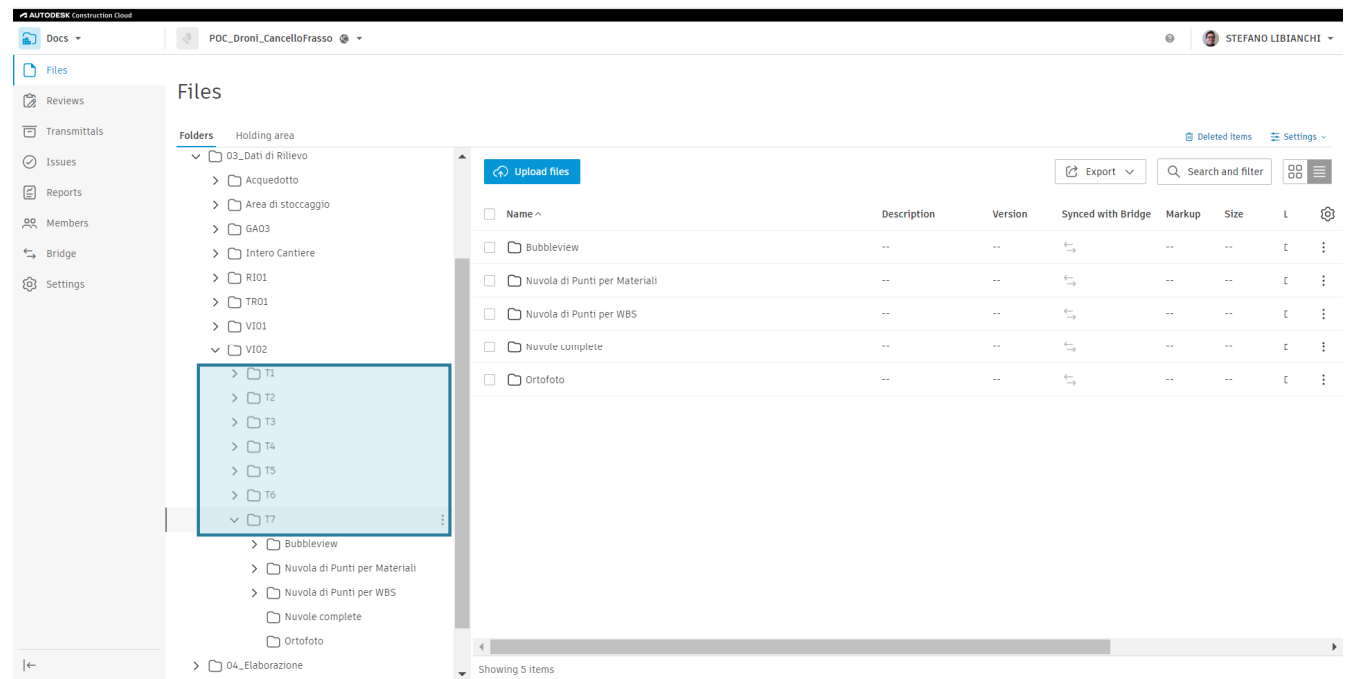 AUTODESK Construction Cloud
Docs
POC_Droni_CancelloFrasso
STEFANO LIBIANCHI
Files
Reviews
Transmittals
Issues
Reports
Members
Bridge
Settings
Files
Folders Holding area
Deleted items Settings
03_Dati di Rilievo
Acquedotto
Area di stoccaggio
GA03
Intero Cantiere
RI01
TR01
VI01
VI02
T1
T2
T3
T4
T5
T6
T7
Bubbleview
Nuvola di Punti per Materiali
Nuvola di Punti per WBS
Nuvole complete
Ortofoto
04_Elaborazione
Upload files
Export
Search and filter
Name Description Version Synced with Bridge Markup Size L
Bubbleview -- -- -- --
Nuvola di Punti per Materiali -- -- -- --
Nuvola di Punti per WBS -- -- -- --
Nuvole complete -- -- -- --
Ortofoto -- -- -- --
Showing 5 items